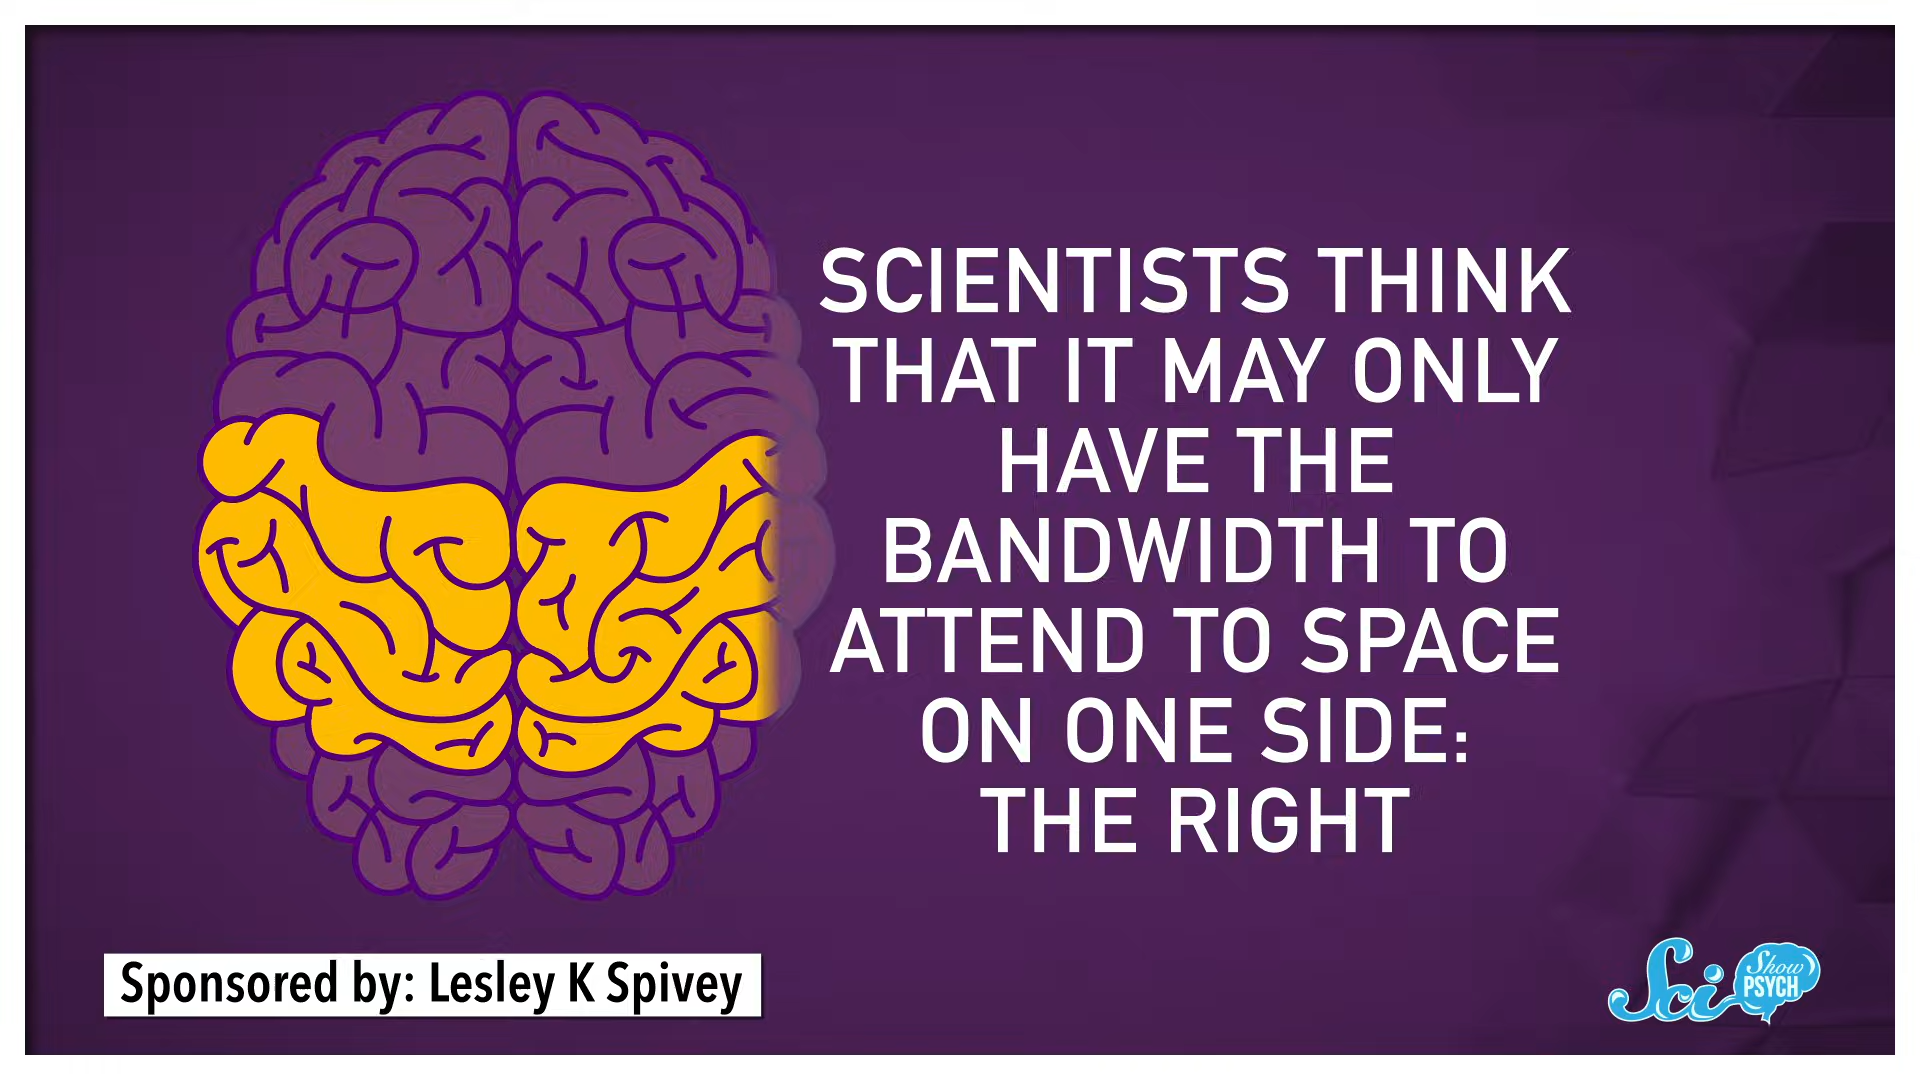 SCIENTISTS THINK
THAT IT MAY ONLY
HAVE THE
BANDWIDTH TO
ATTEND TO SPACE
ON ONE SIDE:
THE RIGHT
Sponsored by: Lesley K Spivey
Sci Show
PSYCH